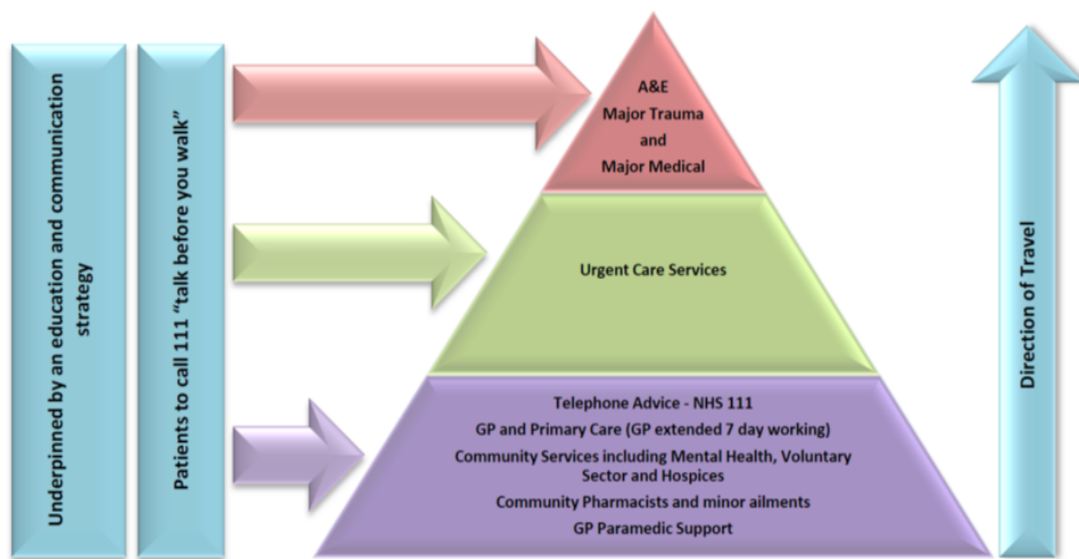 Underpinned by an education and communication
strategy
Patients to call 111 “talk before you walk”
A&E
Major Trauma
and
Major Medical
Urgent Care Services
Telephone Advice - NHS 111
GP and Primary Care (GP extended 7 day working)
Community Services including Mental Health, Voluntary
Sector and Hospices
Community Pharmacists and minor ailments
GP Paramedic Support
Direction of Travel